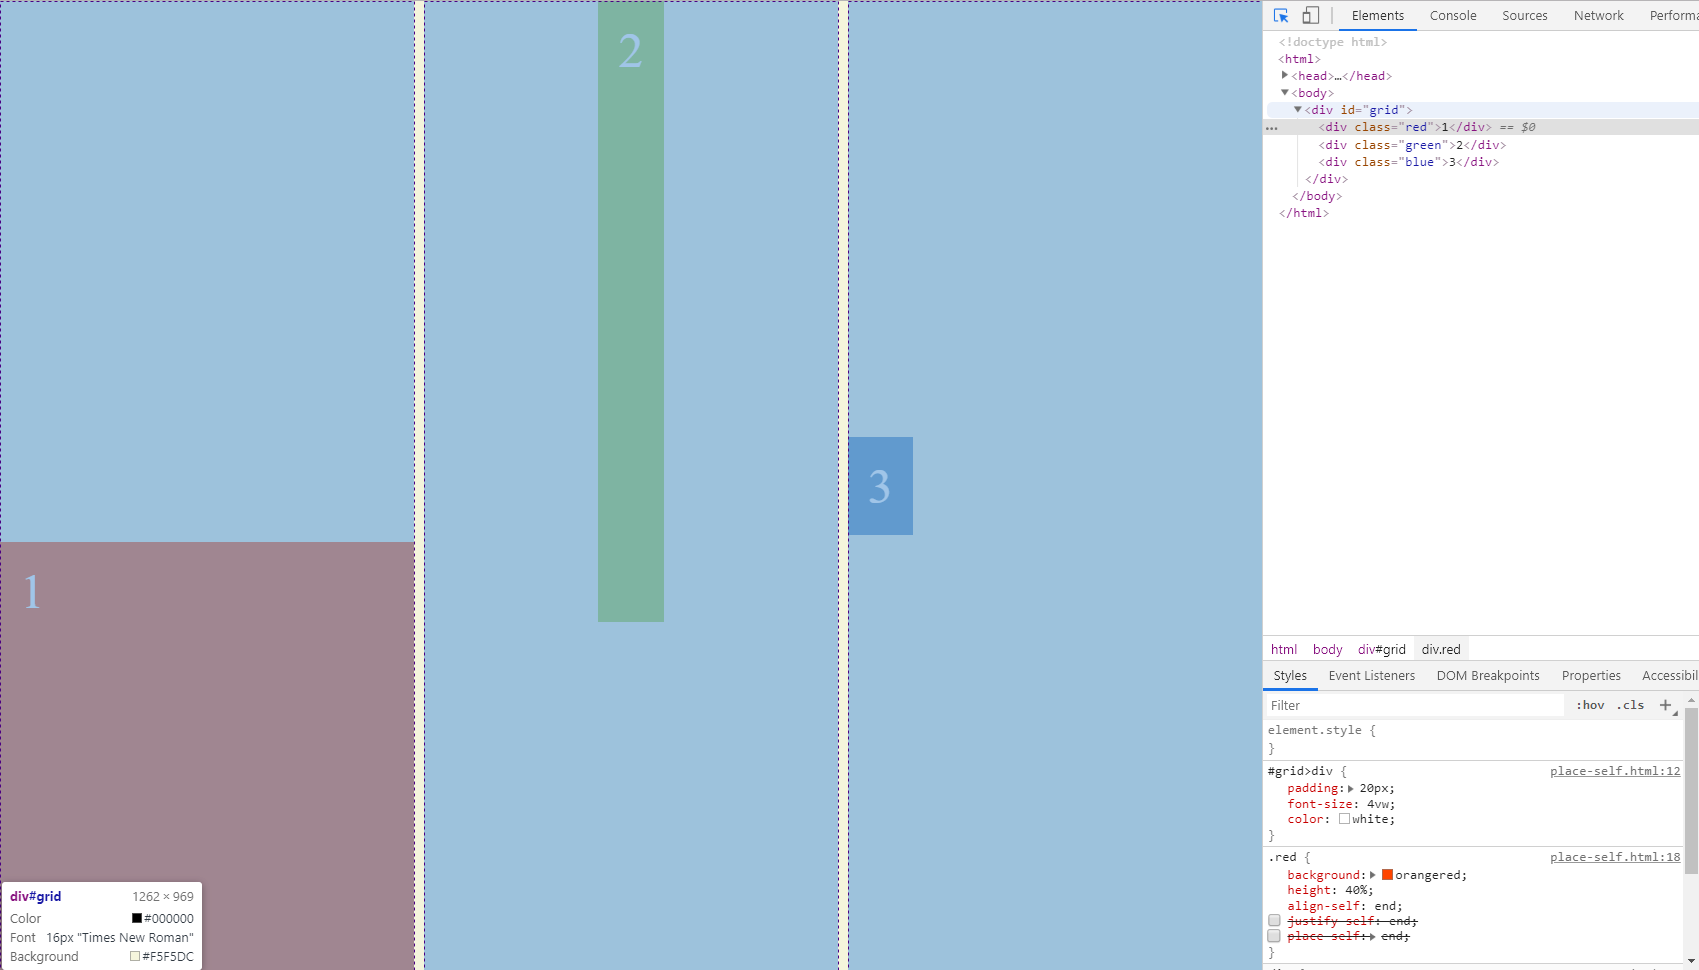 1
2
3
div#grid 1262 × 969
Color #000000
Font 16px "Times New Roman"
Background #F5F5DC
Elements Console Sources Network Performa
<!doctype html>
<html>
<head>…</head>
<body>
<div id="grid">
<div class="red">1</div> == $0
<div class="green">2</div>
<div class="blue">3</div>
</div>
</body>
</html>
html body div#grid div.red
Styles Event Listeners DOM Breakpoints Properties Accessibil
Filter :hov .cls +
element.style {
}
#grid>div { place-self.html:12
padding: 20px;
font-size: 4vw;
color: white;
}
.red { place-self.html:18
background: orangered;
height: 40%;
align-self: end;
justify-self: end;
place-self: end;
}